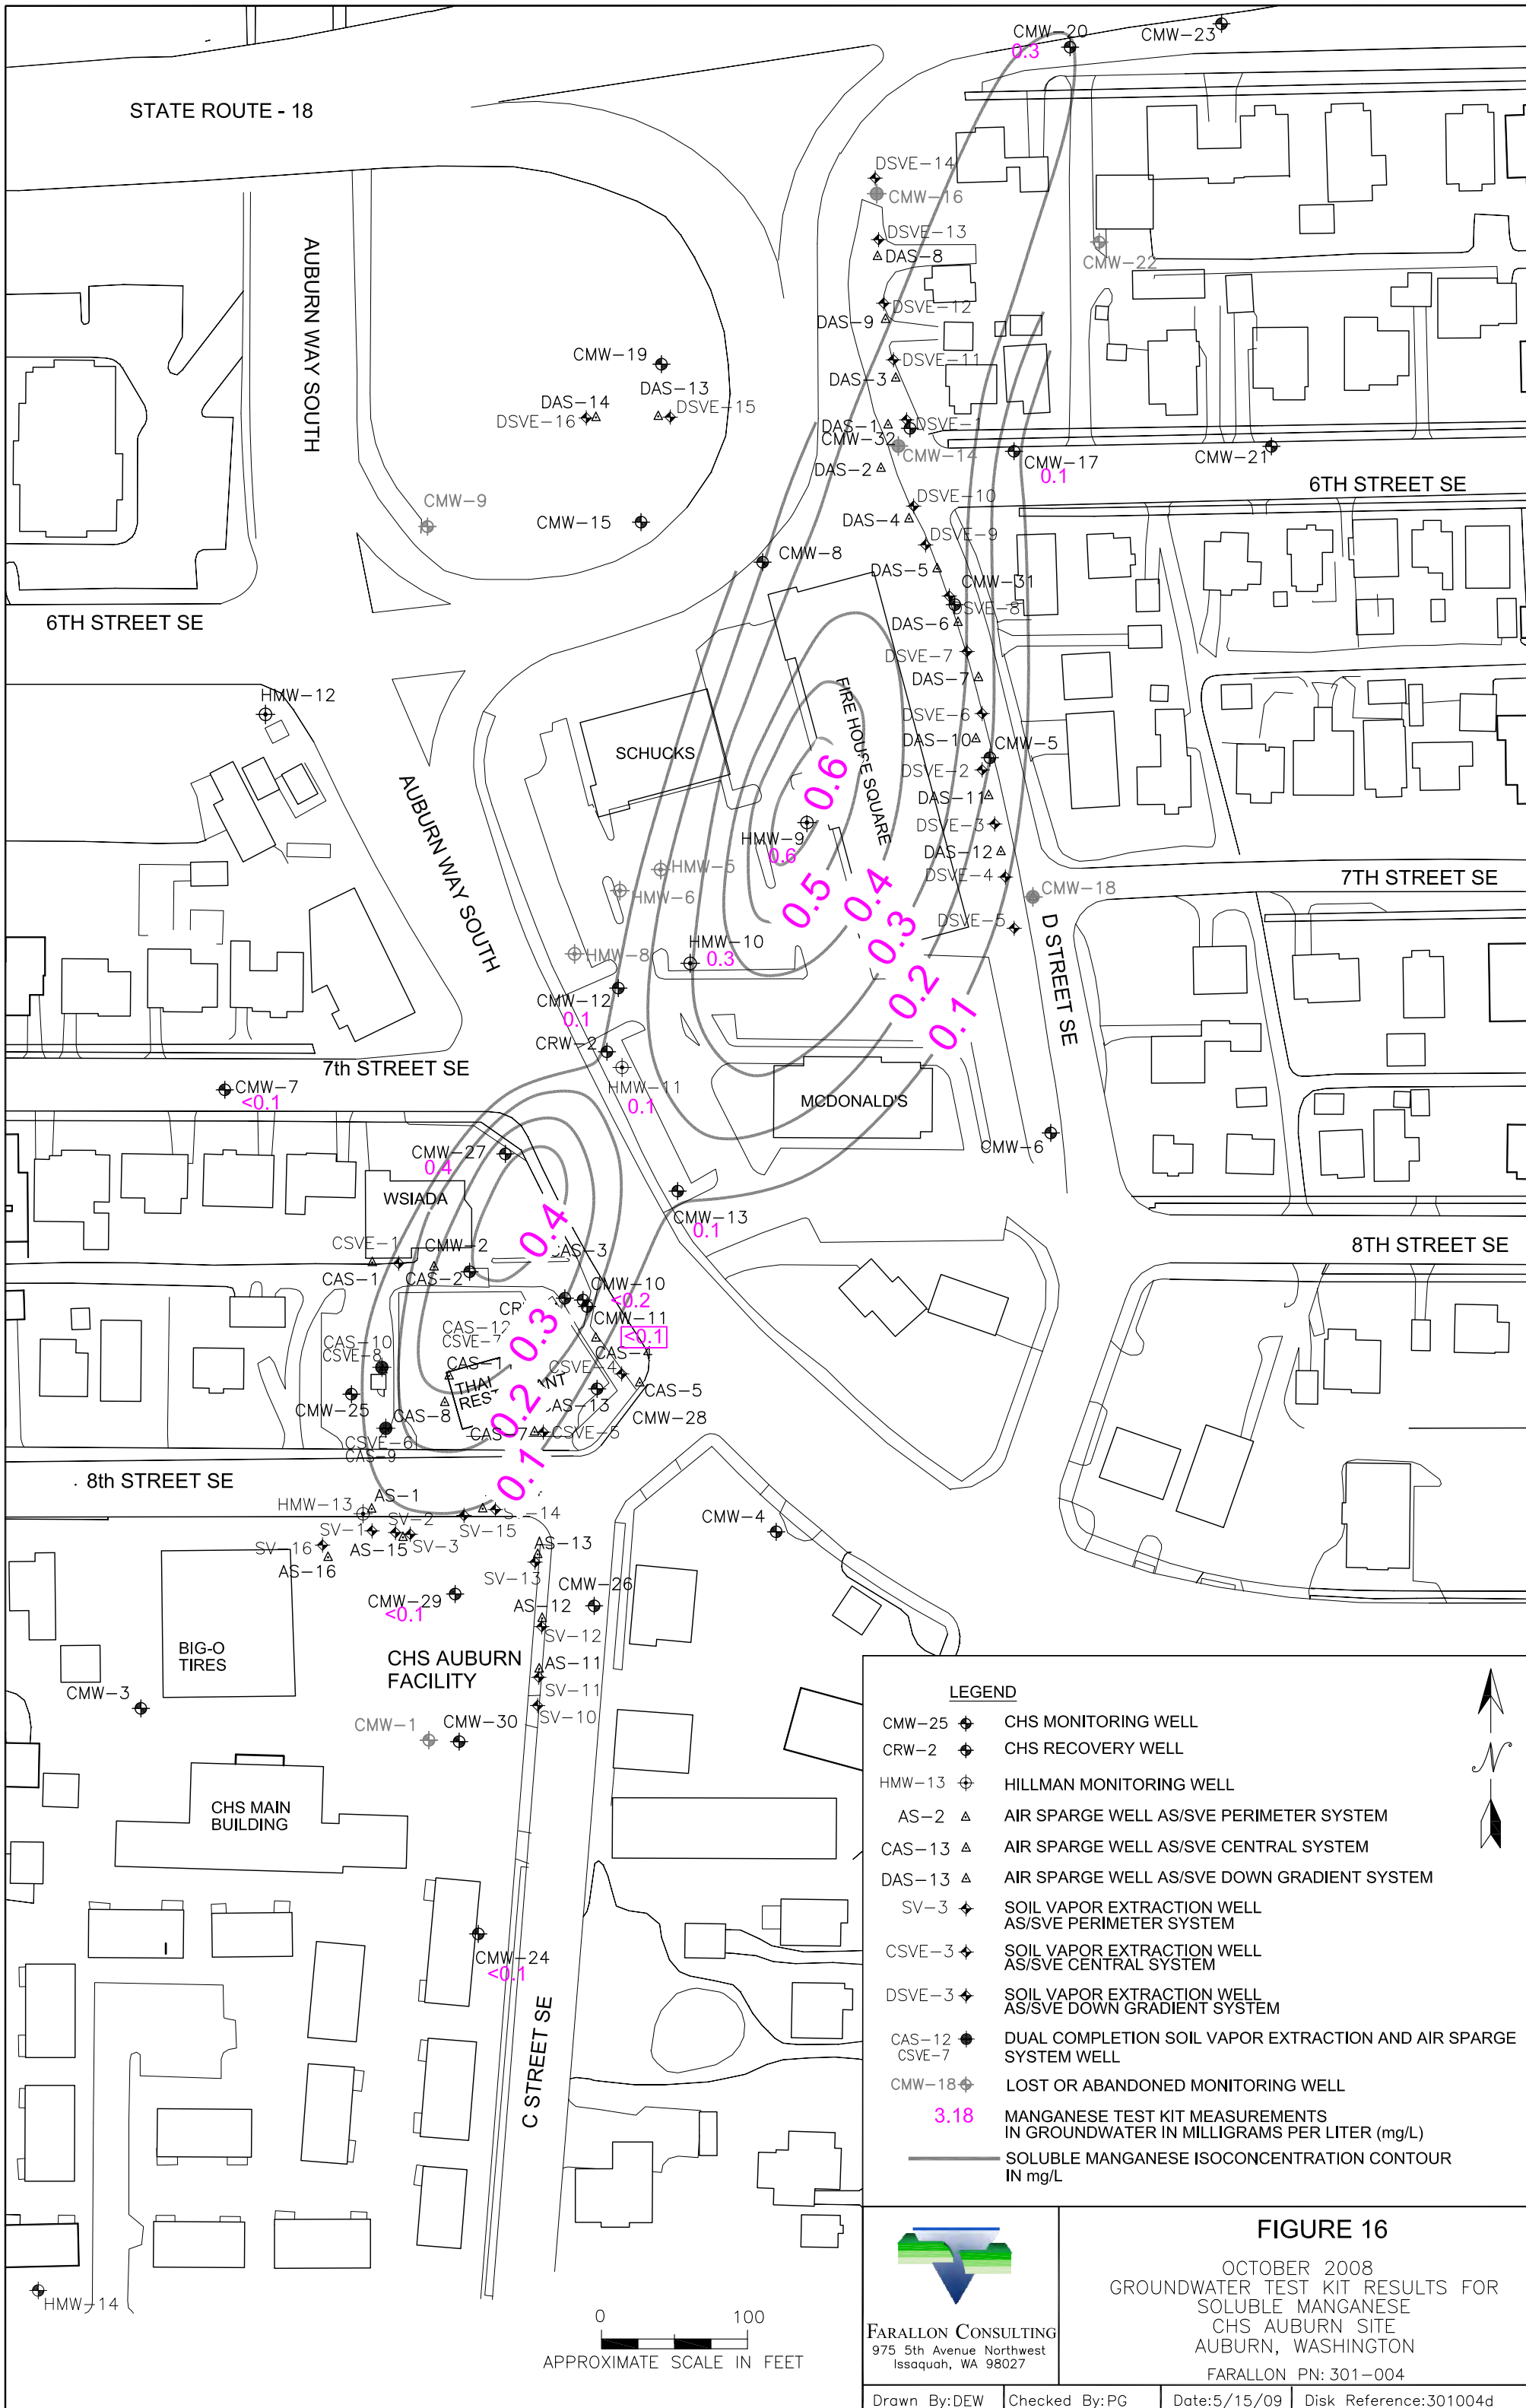 CMW-20
0.3
CMW-23
STATE ROUTE - 18
DSVE-14
CMW-16
DSVE-13
DAS-8
CMW-22
AUBURN WAY SOUTH
DSVE-12
DAS-9
CMW-19
DSVE-11
DAS-3
DAS-13
DAS-14
DSVE-15
DSVE-16
DSVE-1
DAS-1
CMW-32
CMW-14
CMW-17
0.1
CMW-21
DAS-2
6TH STREET SE
CMW-9
CMW-15
DSVE-10
DAS-4
DSVE-9
CMW-8
DAS-5
CMW-31
DSVE-8
6TH STREET SE
DAS-6
DSVE-7
DAS-7
HMW-12
FIRE HOUSE SQUARE
DSVE-6
DAS-10
CMW-5
SCHUCKS
DSVE-2
0.6
AUBURN WAY SOUTH
DAS-11
HMW-9
0.6
DSVE-3
DAS-12
HMW-5
DSVE-4
7TH STREET SE
HMW-6
CMW-18
0.5
0.4
DSVE-5
0.3
D STREET SE
HMW-10
0.3
HMW-8
0.2
CMW-12
0.1
0.1
CRW-2
7th STREET SE
HMW-11
0.1
CMW-7
<0.1
MCDONALD'S
CMW-6
CMW-27
0.4
WSIADA
CMW-13
0.1
0.4
8TH STREET SE
CSVE-1
CMW-2
CAS-3
CAS-1
CAS-2
CMW-10
<0.2
CMW-11
<0.1
CAS-12
0.3
CAS-10
CSVE-8
CAS-4
CSVE-4
THAI
CAS-5
CMW-25
CAS-8
0.2
CAS-13
CMW-28
CSVE-6
CAS-9
CAS-7
CSVE-5
8th STREET SE
0.1
HMW-13
AS-1
SV-1
SV-2
SV-15
AS-15
SV-3
SV-16
AS-16
AS-13
SV-13
CMW-4
CMW-29
<0.1
CMW-26
AS-12
SV-12
BIG-O
TIRES
CHS AUBURN
FACILITY
AS-11
SV-11
CMW-3
SV-10
CMW-1
CMW-30
CHS MAIN
BUILDING
CMW-24
<0.1
C STREET SE
HMW-14
0 100
APPROXIMATE SCALE IN FEET
LEGEND
CMW-25 CHS MONITORING WELL
CRW-2 CHS RECOVERY WELL
HMW-13 HILLMAN MONITORING WELL
AS-2 AIR SPARGE WELL AS/SVE PERIMETER SYSTEM
CAS-13 AIR SPARGE WELL AS/SVE CENTRAL SYSTEM
DAS-13 AIR SPARGE WELL AS/SVE DOWN GRADIENT SYSTEM
SV-3 SOIL VAPOR EXTRACTION WELL
AS/SVE PERIMETER SYSTEM
CSVE-3 SOIL VAPOR EXTRACTION WELL
AS/SVE CENTRAL SYSTEM
DSVE-3 SOIL VAPOR EXTRACTION WELL
AS/SVE DOWN GRADIENT SYSTEM
CAS-12 DUAL COMPLETION SOIL VAPOR EXTRACTION AND AIR SPARGE
CSVE-7 SYSTEM WELL
CMW-18 LOST OR ABANDONED MONITORING WELL
3.18 MANGANESE TEST KIT MEASUREMENTS
IN GROUNDWATER IN MILLIGRAMS PER LITER (mg/L)
SOLUBLE MANGANESE ISOCONCENTRATION CONTOUR
IN mg/L
N
FARALLON CONSULTING
975 5th Avenue Northwest
Issaquah, WA 98027
FIGURE 16
OCTOBER 2008
GROUNDWATER TEST KIT RESULTS FOR
SOLUBLE MANGANESE
CHS AUBURN SITE
AUBURN, WASHINGTON
FARALLON PN: 301-004
Drawn By:DEW Checked By:PG Date:5/15/09 Disk Reference:301004d